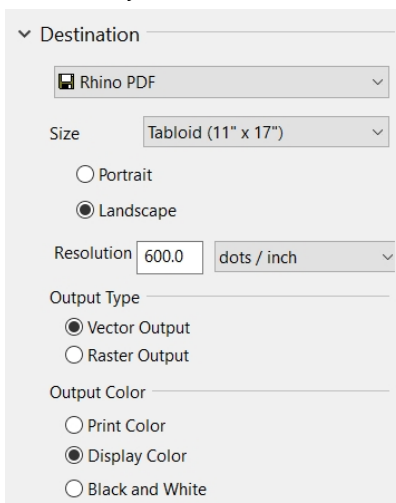 Destination
Rhino PDF
Size Tabloid (11" x 17")
Portrait
Landscape
Resolution 600.0 dots / inch
Output Type
Vector Output
Raster Output
Output Color
Print Color
Display Color
Black and White